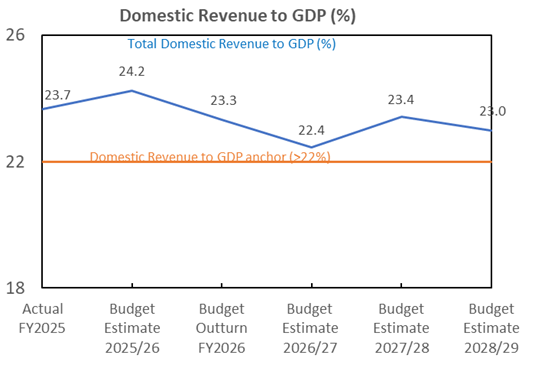 Domestic Revenue to GDP (%)
26
Total Domestic Revenue to GDP (%)
23.7
24.2
23.3
22.4
23.4
23.0
22
Domestic Revenue to GDP anchor (>22%)
18
Actual
FY2025
Budget
Estimate
2025/26
Budget
Outturn
FY2026
Budget
Estimate
2026/27
Budget
Estimate
2027/28
Budget
Estimate
2028/29